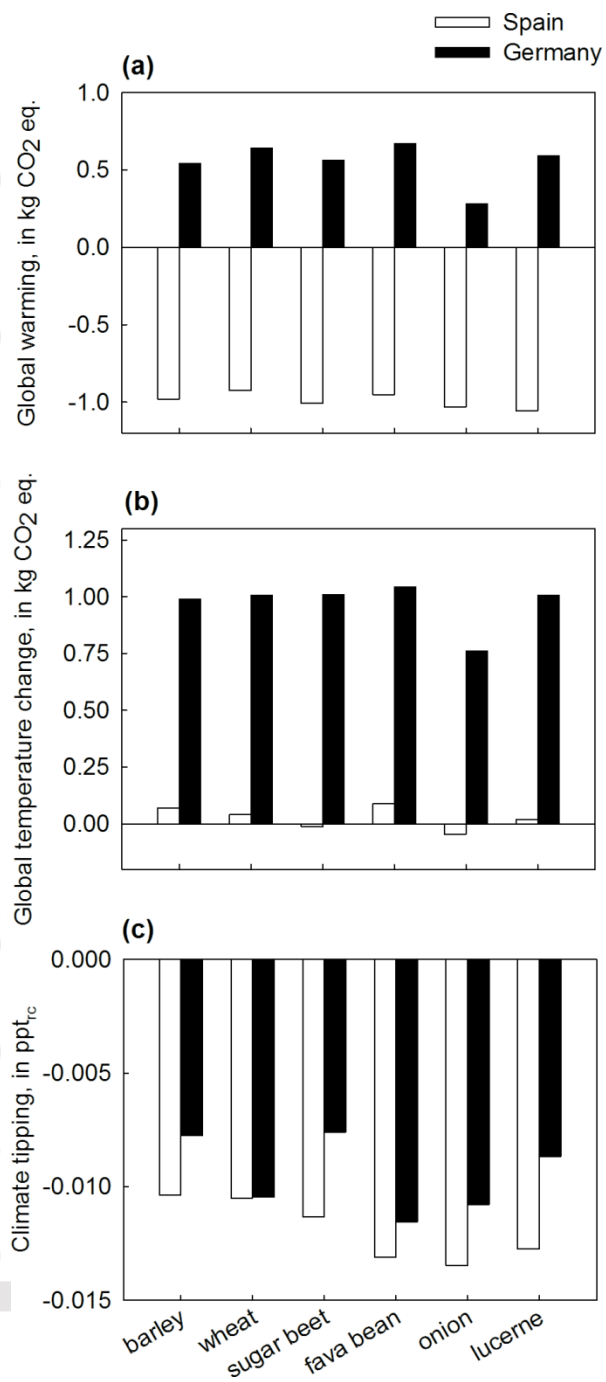 Spain
Germany
(a)
Global warming, in kg CO2 eq.
1.0
0.5
0.0
-0.5
-1.0
(b)
Global temperature change, in kg CO2 eq.
1.25
1.00
0.75
0.50
0.25
0.00
(c)
Climate tipping, in pptrc
0.000
-0.005
-0.010
-0.015
barley
wheat
sugar beet
fava bean
onion
lucerne